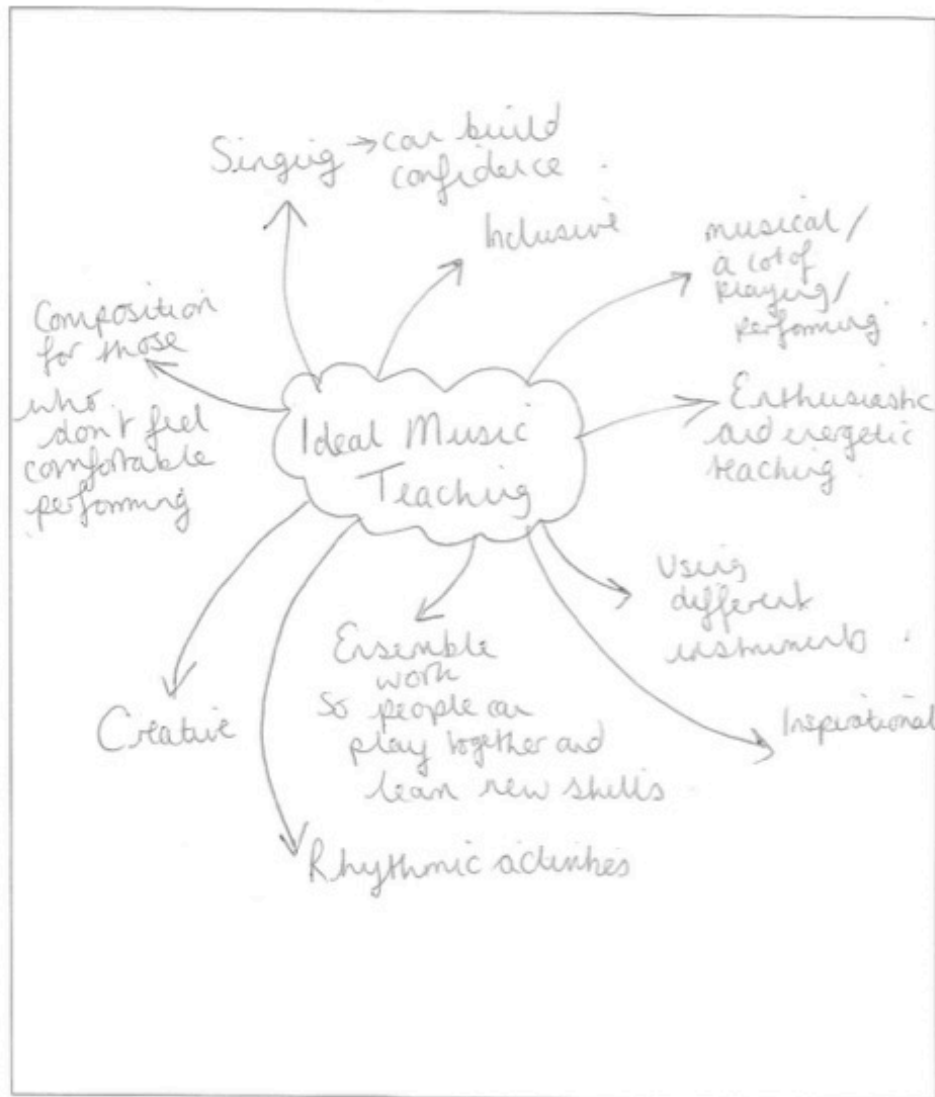 Singing → can build
confidence.
Inclusive
musical/
a lot of
playing/
performing.
Composition
for those
who
don't feel
comfortable
performing
Ideal Music
Teaching
Enthusiastic
and energetic
teaching.
Using
different
instruments.
Ensemble
work
So people can
play together and
learn new skills.
Creative
Inspirational
Rhythmic activities